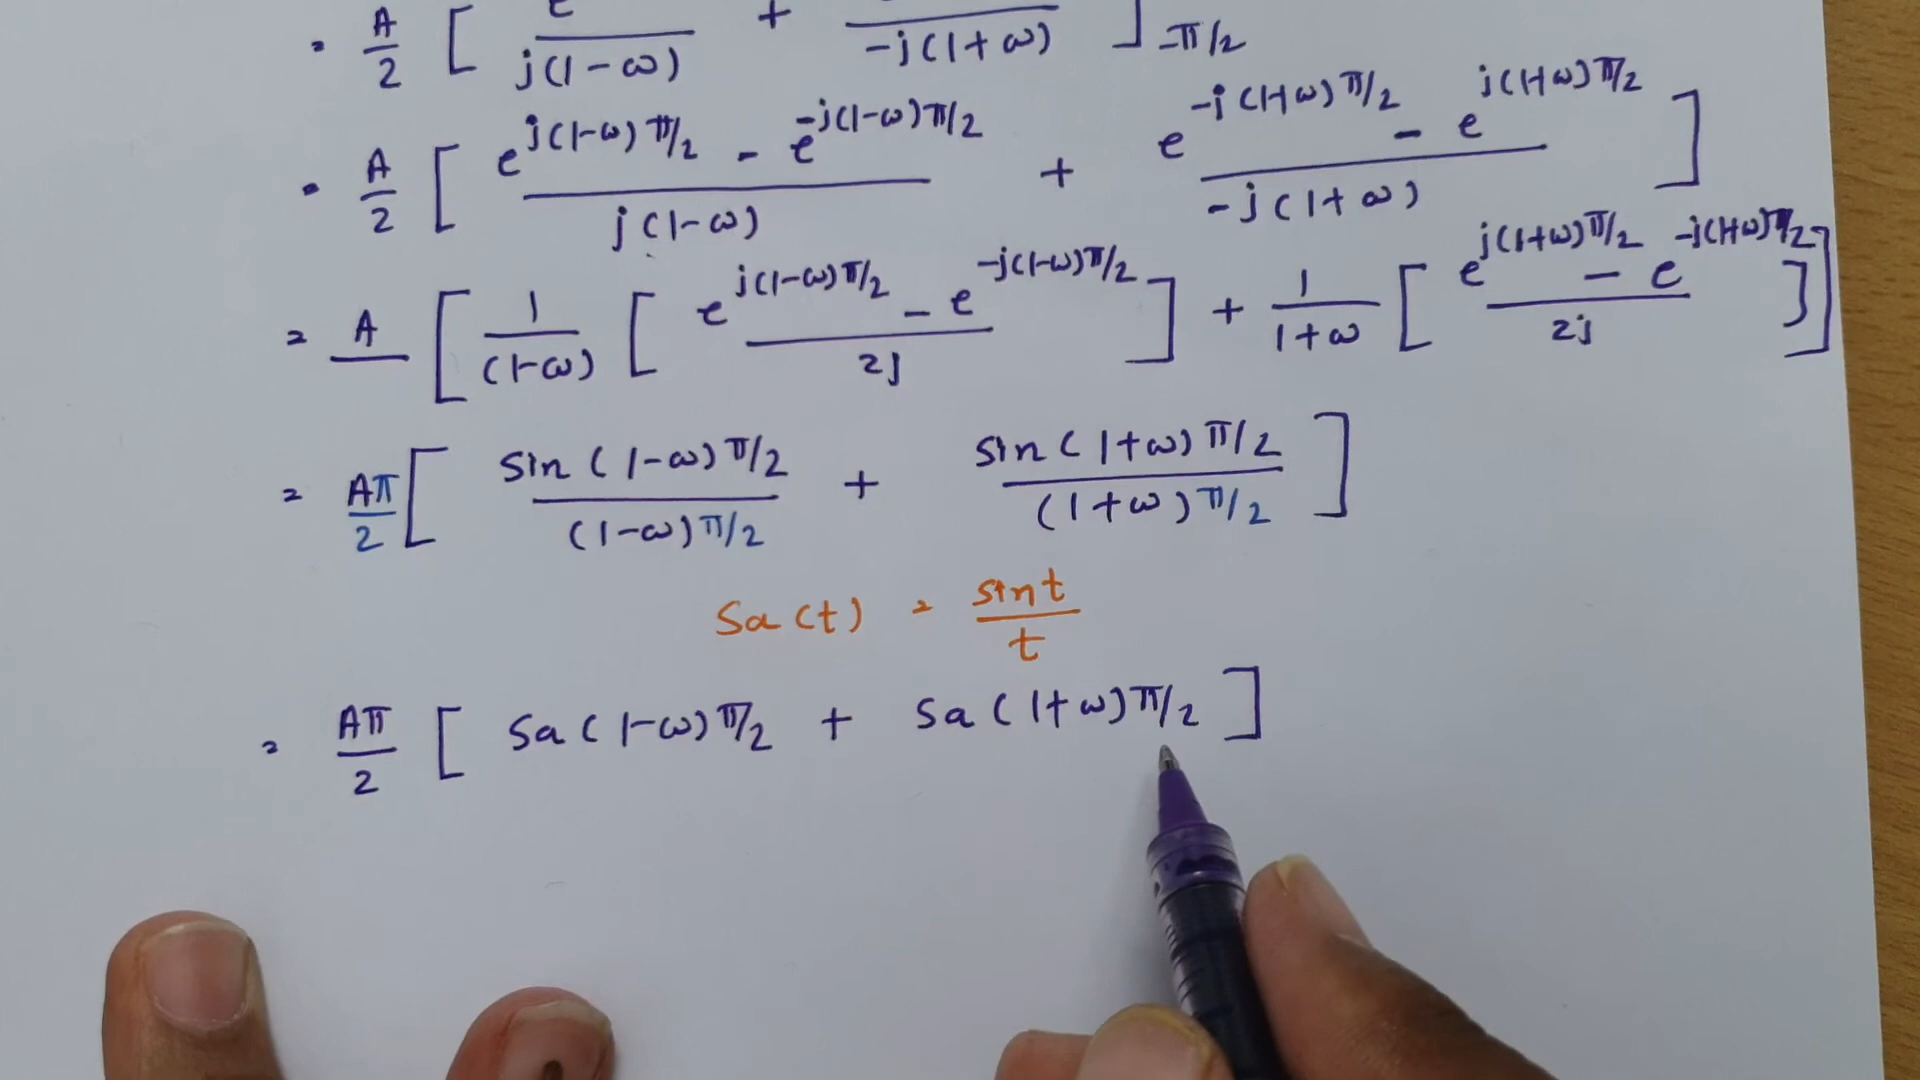 = A/2 [ e/j(1-ω) + /-j(1+ω) ]-π/2
= A/2 [ e^j(1-ω)π/2 - e^-j(1-ω)π/2 / j(1-ω) + e^-j(1+ω)π/2 - e^j(1+ω)π/2 / -j(1+ω) ]
= A [ 1/(1-ω) [ e^j(1-ω)π/2 - e^-j(1-ω)π/2 / 2j ] + 1/1+ω [ e^j(1+ω)π/2 - e^-j(1+ω)π/2 / 2j ] ]
= Aπ/2 [ sin(1-ω)π/2 / (1-ω)π/2 + sin(1+ω)π/2 / (1+ω)π/2 ]
Sa(t) = sint/t
= Aπ/2 [ Sa(1-ω)π/2 + Sa(1+ω)π/2 ]